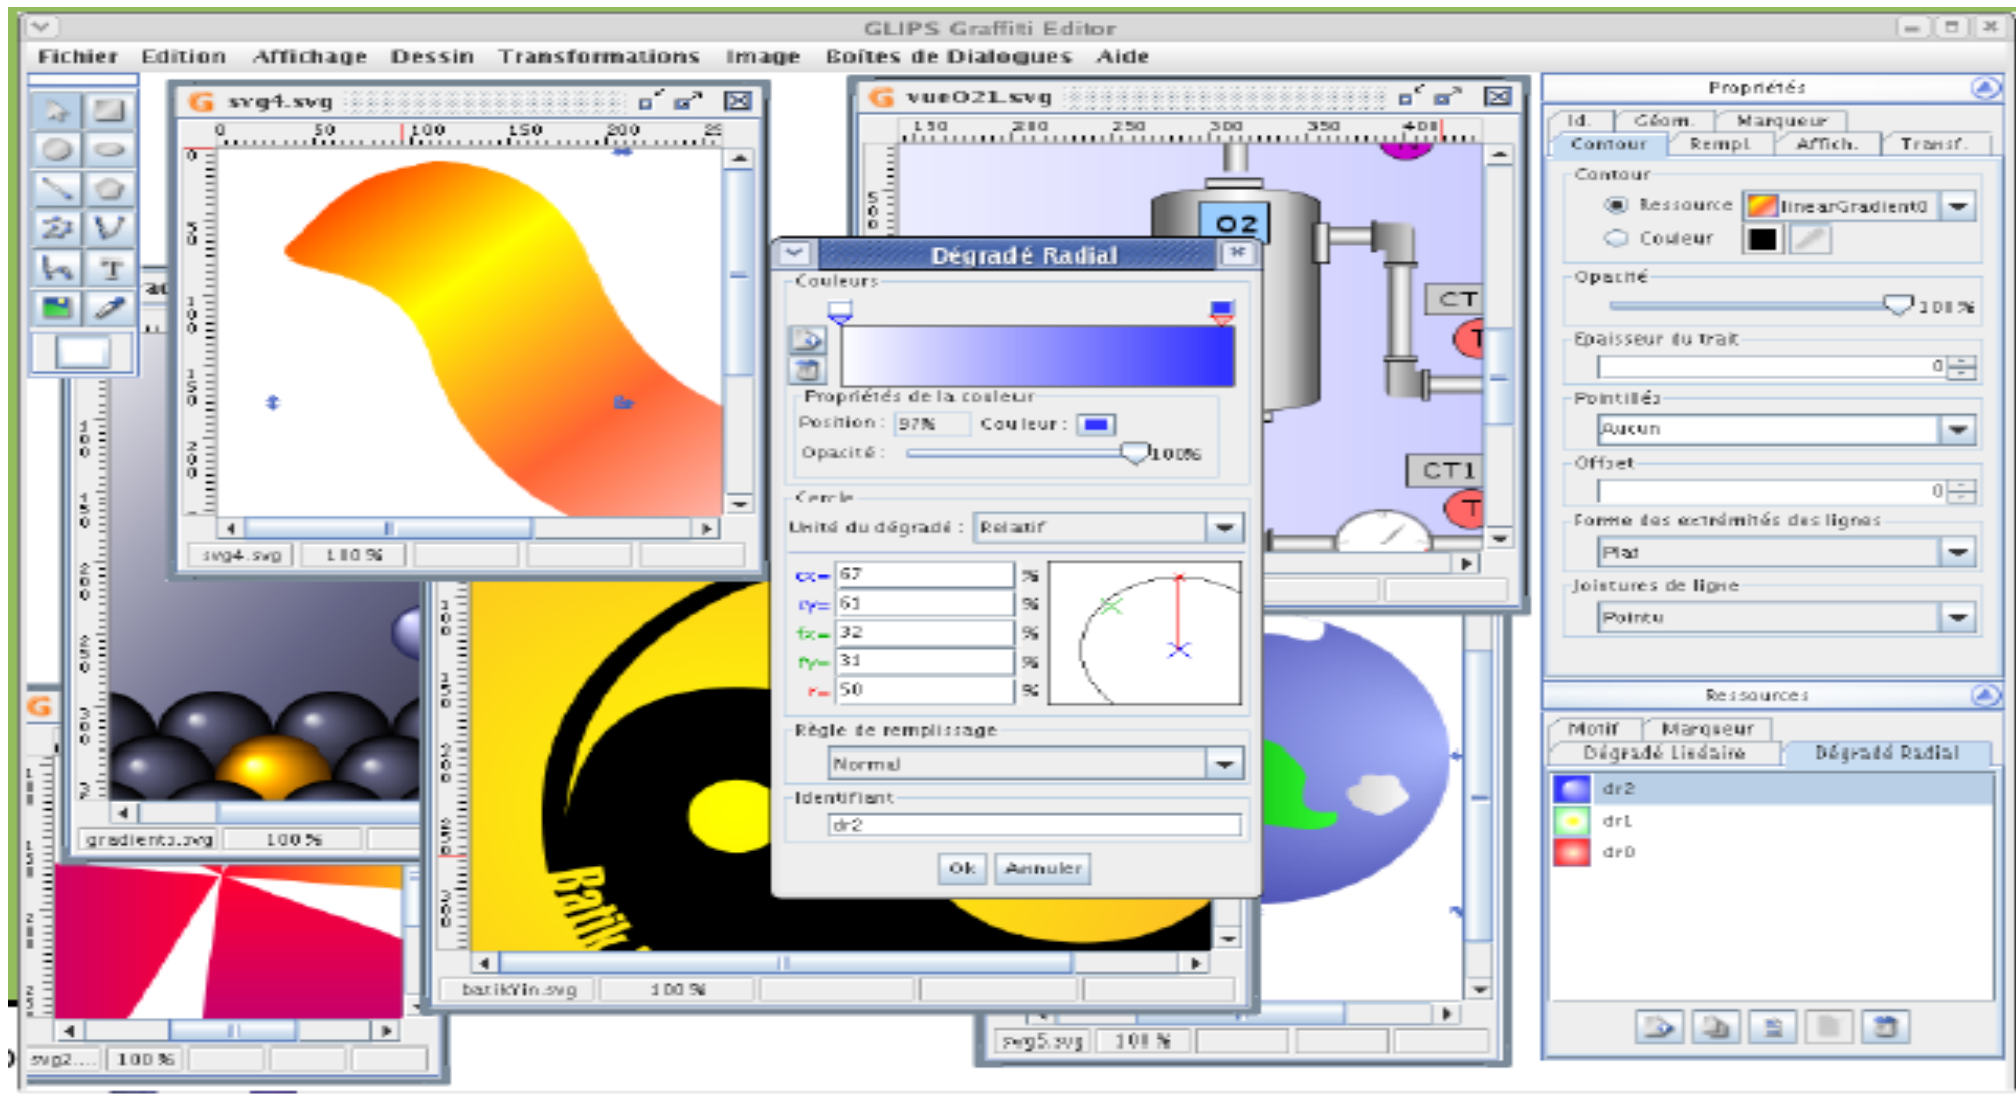 GLIPS Graffiti Editor
Fichier Edition Affichage Dessin Transformations Image Boîtes de Dialogues Aide
svg4.svg
0 50 100 150 200 25
svg4.svg 100%
vue021.svg
150 200 250 300 350 400
O2
CT
T
CT1
T
Dégradé Radial
Couleurs
Propriétés de la couleur
Position : 97% Couleur :
Opacité : 100%
Cercle
Unité du dégradé : Relatif
cx= 67 %
cy= 61 %
fx= 32 %
fy= 31 %
r= 50 %
Règle de remplissage
Normal
Identifiant
dr2
Ok Annuler
Propriétés
Id. Géom. Marqueur
Contour Rempl. Affich. Transf.
Contour
Ressource linearGradient0
Couleur
Opacité
100%
Epaisseur du trait
0
Pointillés
Aucun
Offset
0
Forme des extrémités des lignes
Plat
Jointures de ligne
Pointu
Ressources
Motif Marqueur
Dégradé Linéaire Dégradé Radial
dr2
dr1
dr0
gradients.svg 100%
Batik
batikYin.svg 100%
svg5.svg 100%
svg2.... 100%